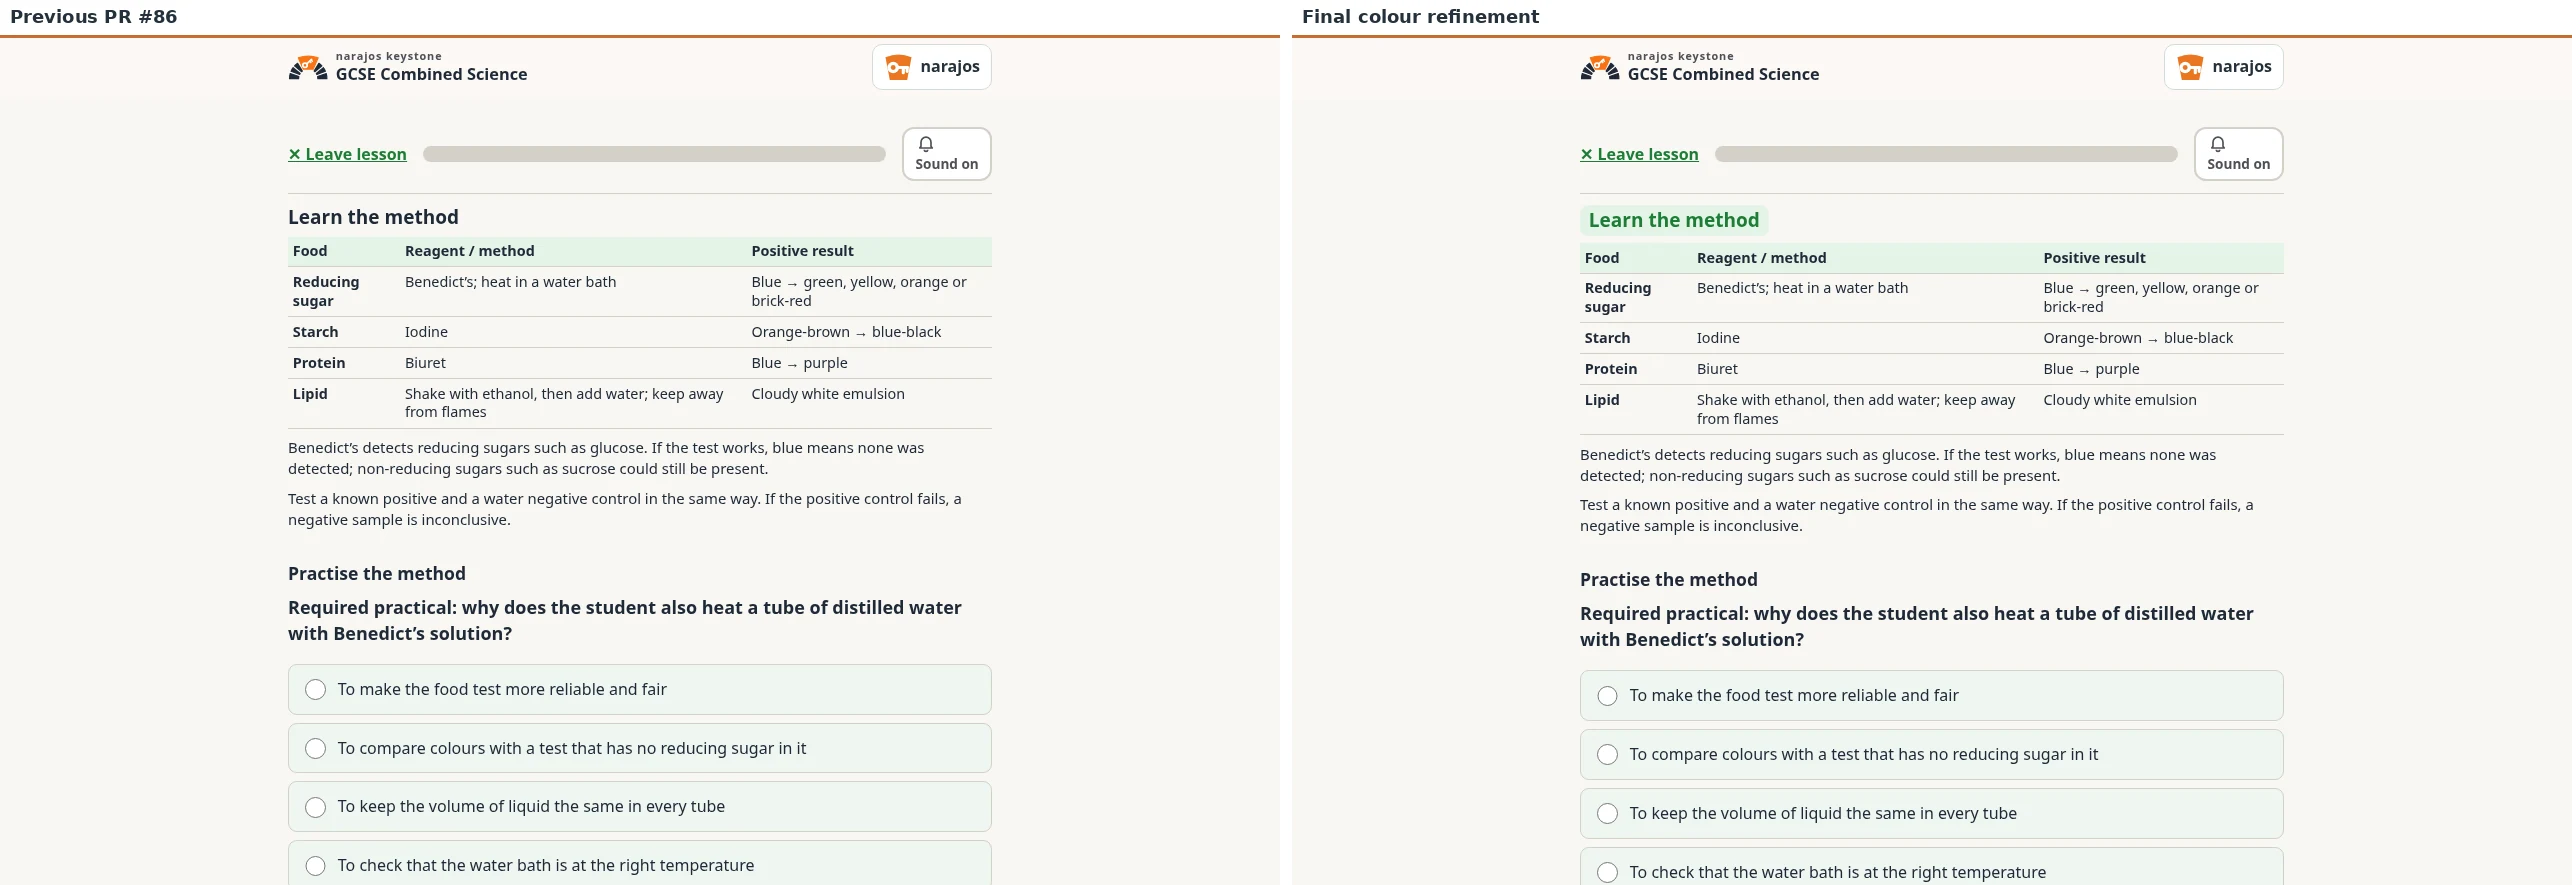 Previous PR #86
narajos keystone
GCSE Combined Science
narajos
✕ Leave lesson
Sound on
Learn the method
Food Reagent / method Positive result
Reducing sugar Benedict’s; heat in a water bath Blue → green, yellow, orange or brick-red
Starch Iodine Orange-brown → blue-black
Protein Biuret Blue → purple
Lipid Shake with ethanol, then add water; keep away from flames Cloudy white emulsion
Benedict’s detects reducing sugars such as glucose. If the test works, blue means none was
detected; non-reducing sugars such as sucrose could still be present.
Test a known positive and a water negative control in the same way. If the positive control fails, a
negative sample is inconclusive.
Practise the method
Required practical: why does the student also heat a tube of distilled water
with Benedict’s solution?
To make the food test more reliable and fair
To compare colours with a test that has no reducing sugar in it
To keep the volume of liquid the same in every tube
To check that the water bath is at the right temperature
Final colour refinement
narajos keystone
GCSE Combined Science
narajos
✕ Leave lesson
Sound on
Learn the method
Food Reagent / method Positive result
Reducing sugar Benedict’s; heat in a water bath Blue → green, yellow, orange or brick-red
Starch Iodine Orange-brown → blue-black
Protein Biuret Blue → purple
Lipid Shake with ethanol, then add water; keep away from flames Cloudy white emulsion
Benedict’s detects reducing sugars such as glucose. If the test works, blue means none was
detected; non-reducing sugars such as sucrose could still be present.
Test a known positive and a water negative control in the same way. If the positive control fails, a
negative sample is inconclusive.
Practise the method
Required practical: why does the student also heat a tube of distilled water
with Benedict’s solution?
To make the food test more reliable and fair
To compare colours with a test that has no reducing sugar in it
To keep the volume of liquid the same in every tube
To check that the water bath is at the right temperature